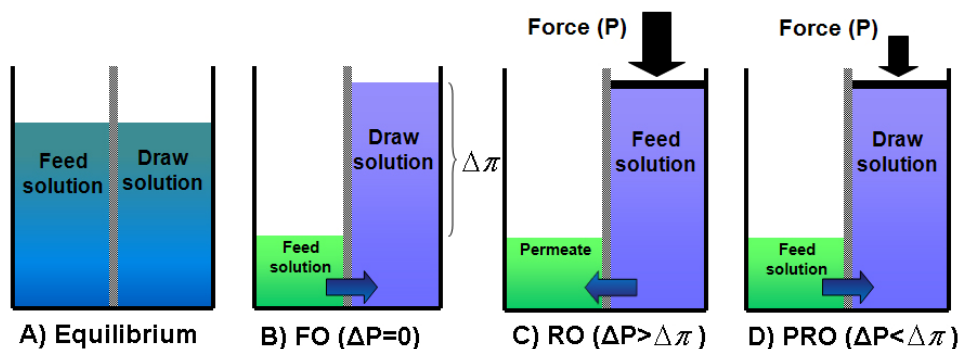 Force (P)
Force (P)
Feed
solution
Draw
solution
Draw
solution
Δπ
Feed
solution
Draw
solution
Feed
solution
Permeate
Feed
solution
A) Equilibrium
B) FO (ΔP=0)
C) RO (ΔP>Δπ)
D) PRO (ΔP<Δπ)